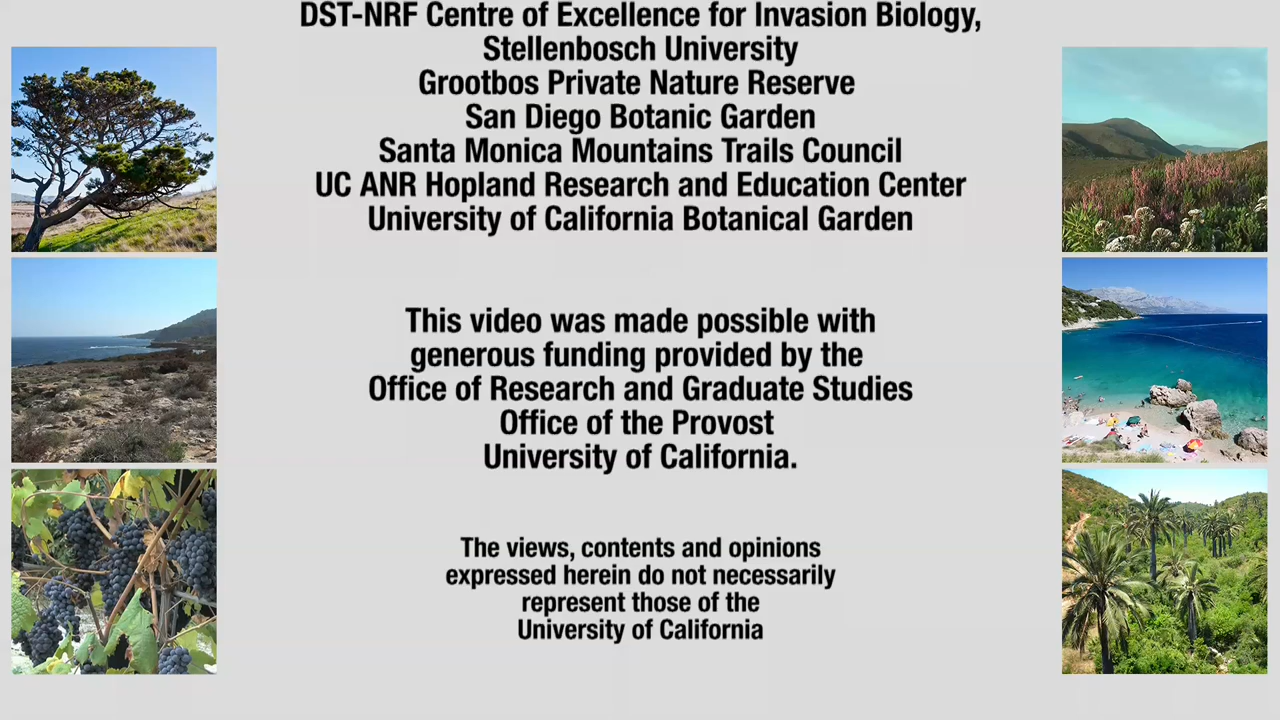 DST-NRF Centre of Excellence for Invasion Biology,
Stellenbosch University
Grootbos Private Nature Reserve
San Diego Botanic Garden
Santa Monica Mountains Trails Council
UC ANR Hopland Research and Education Center
University of California Botanical Garden
This video was made possible with
generous funding provided by the
Office of Research and Graduate Studies
Office of the Provost
University of California.
The views, contents and opinions
expressed herein do not necessarily
represent those of the
University of California